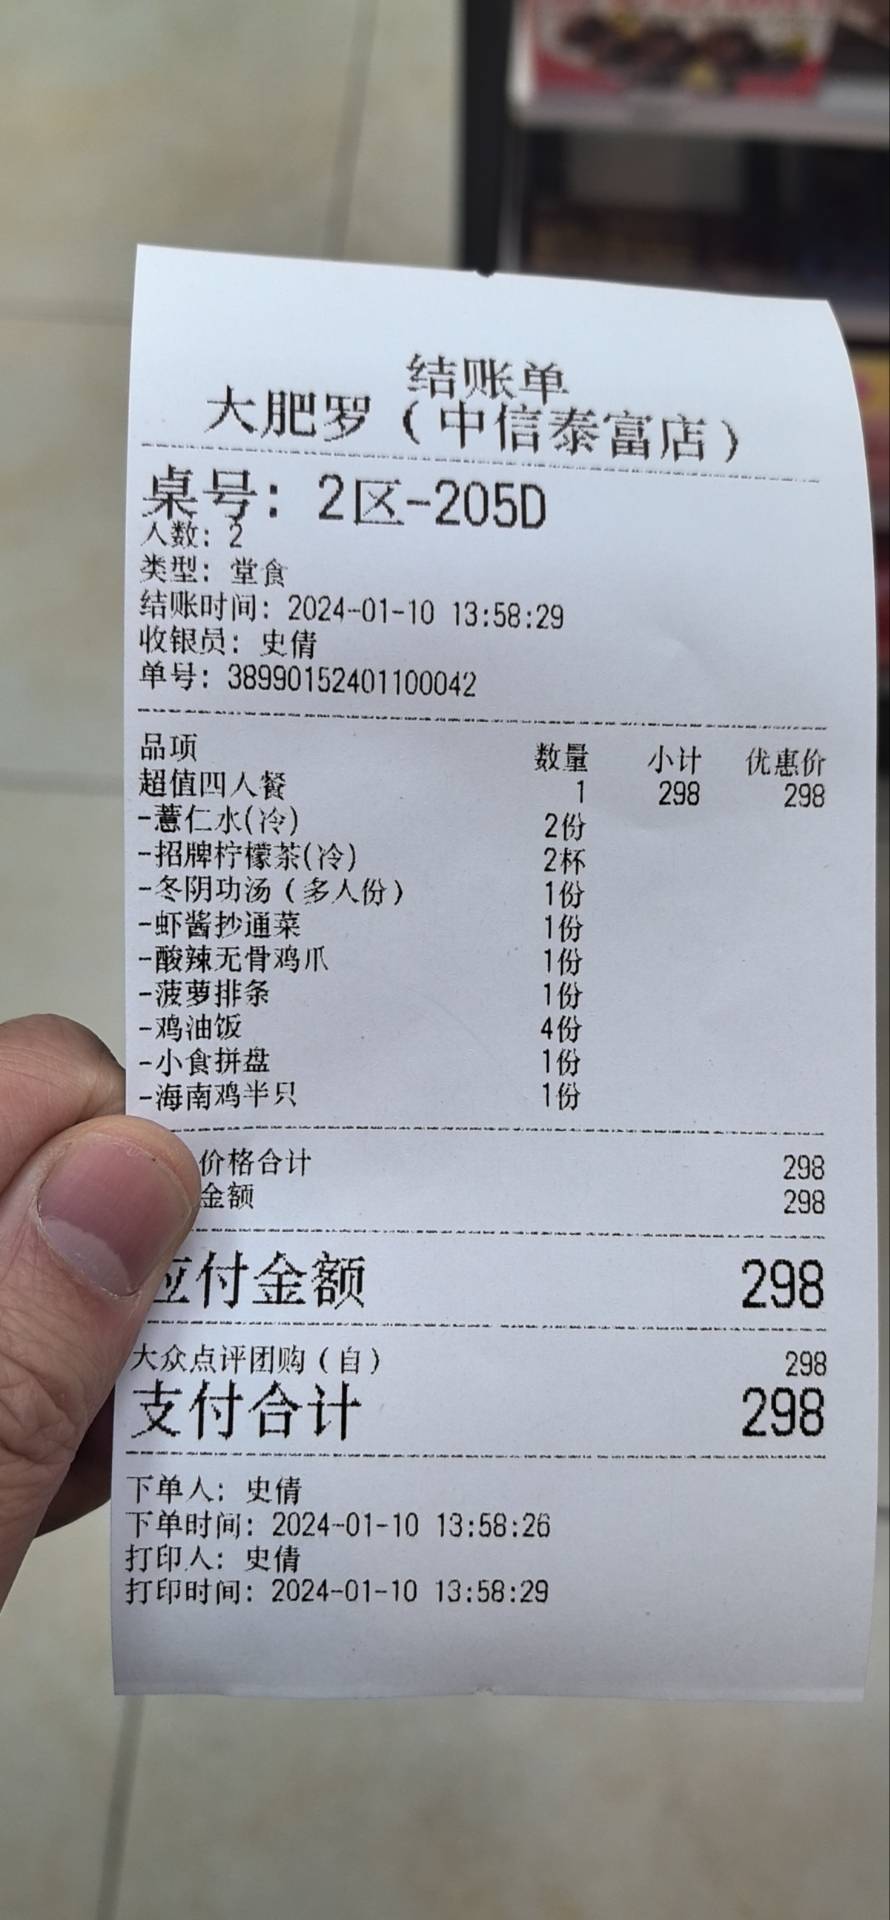 结账单
大肥罗（中信泰富店）
桌号：2区-205D
人数：2
类型：堂食
结账时间：2024-01-10 13:58:29
收银员：史倩
单号：38990152401100042
品项 数量 小计 优惠价
超值四人餐 1 298 298
-薏仁水(冷) 2份
-招牌柠檬茶(冷) 2杯
-冬阴功汤（多人份） 1份
-虾酱抄通菜 1份
-酸辣无骨鸡爪 1份
-菠萝排条 1份
-鸡油饭 4份
-小食拼盘 1份
-海南鸡半只 1份
价格合计 298
金额 298
应付金额 298
大众点评团购（自） 298
支付合计 298
下单人：史倩
下单时间：2024-01-10 13:58:26
打印人：史倩
打印时间：2024-01-10 13:58:29